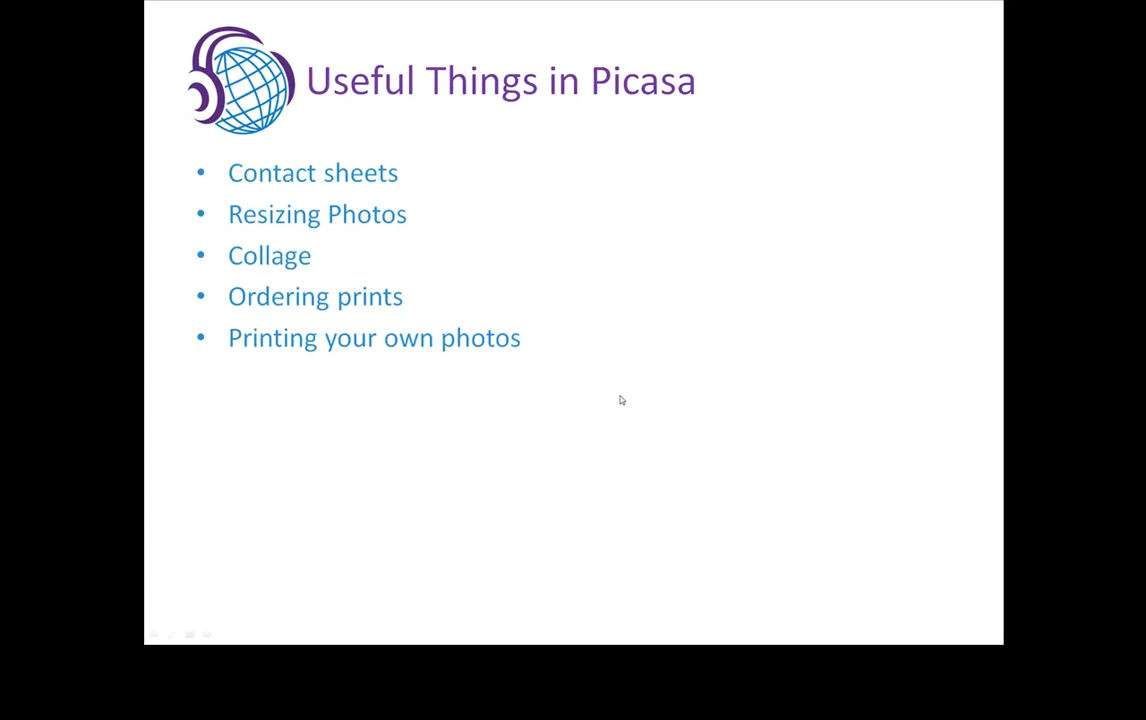 Useful Things in Picasa
• Contact sheets
• Resizing Photos
• Collage
• Ordering prints
• Printing your own photos